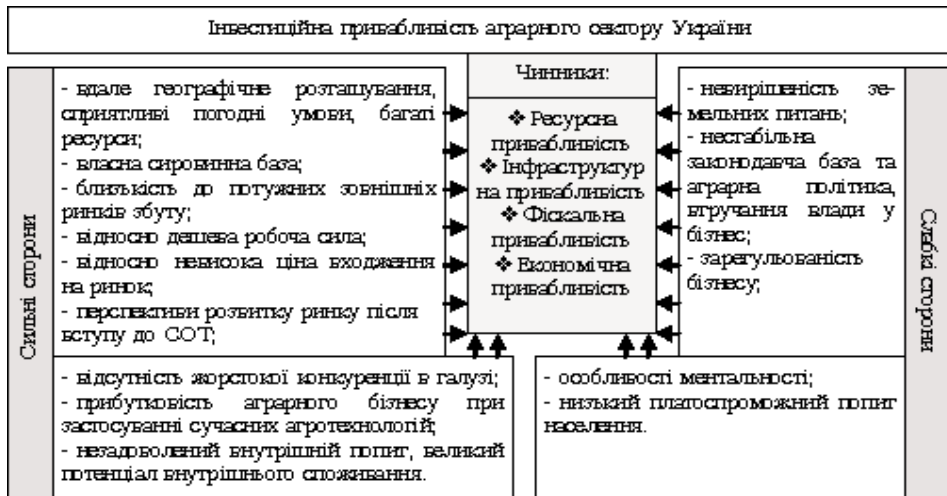 Інвестиційна привабливість аграрного сектору України
Сильні сторони
- вдале географічне розташування,
сприятливі погодні умови, багаті
ресурси;
- власна сировинна база;
- близькість до потужних зовнішніх
ринків збуту;
- відносно дешева робоча сила;
- відносно невисока ціна входження
на ринок;
- перспективи розвитку ринку після
вступу до СОТ;
- відсутність жорстокої конкуренції в галузі;
- прибутковість аграрного бізнесу при
застосуванні сучасних агротехнологій;
- незадоволений внутрішній попит, великий
потенціал внутрішнього споживання.
Чинники:
❖ Ресурсна
привабливість
❖ Інфраструктур
на привабливість
❖ Фіскальна
привабливість
❖ Економічна
привабливість
- невирішеність зе-
мельних питань;
- нестабільна
законодавча база та
аграрна політика,
втручання влади у
бізнес;
- зарегульованість
бізнесу;
- особливості ментальності;
- низький платоспроможний попит
населення.
Слабкі сторони